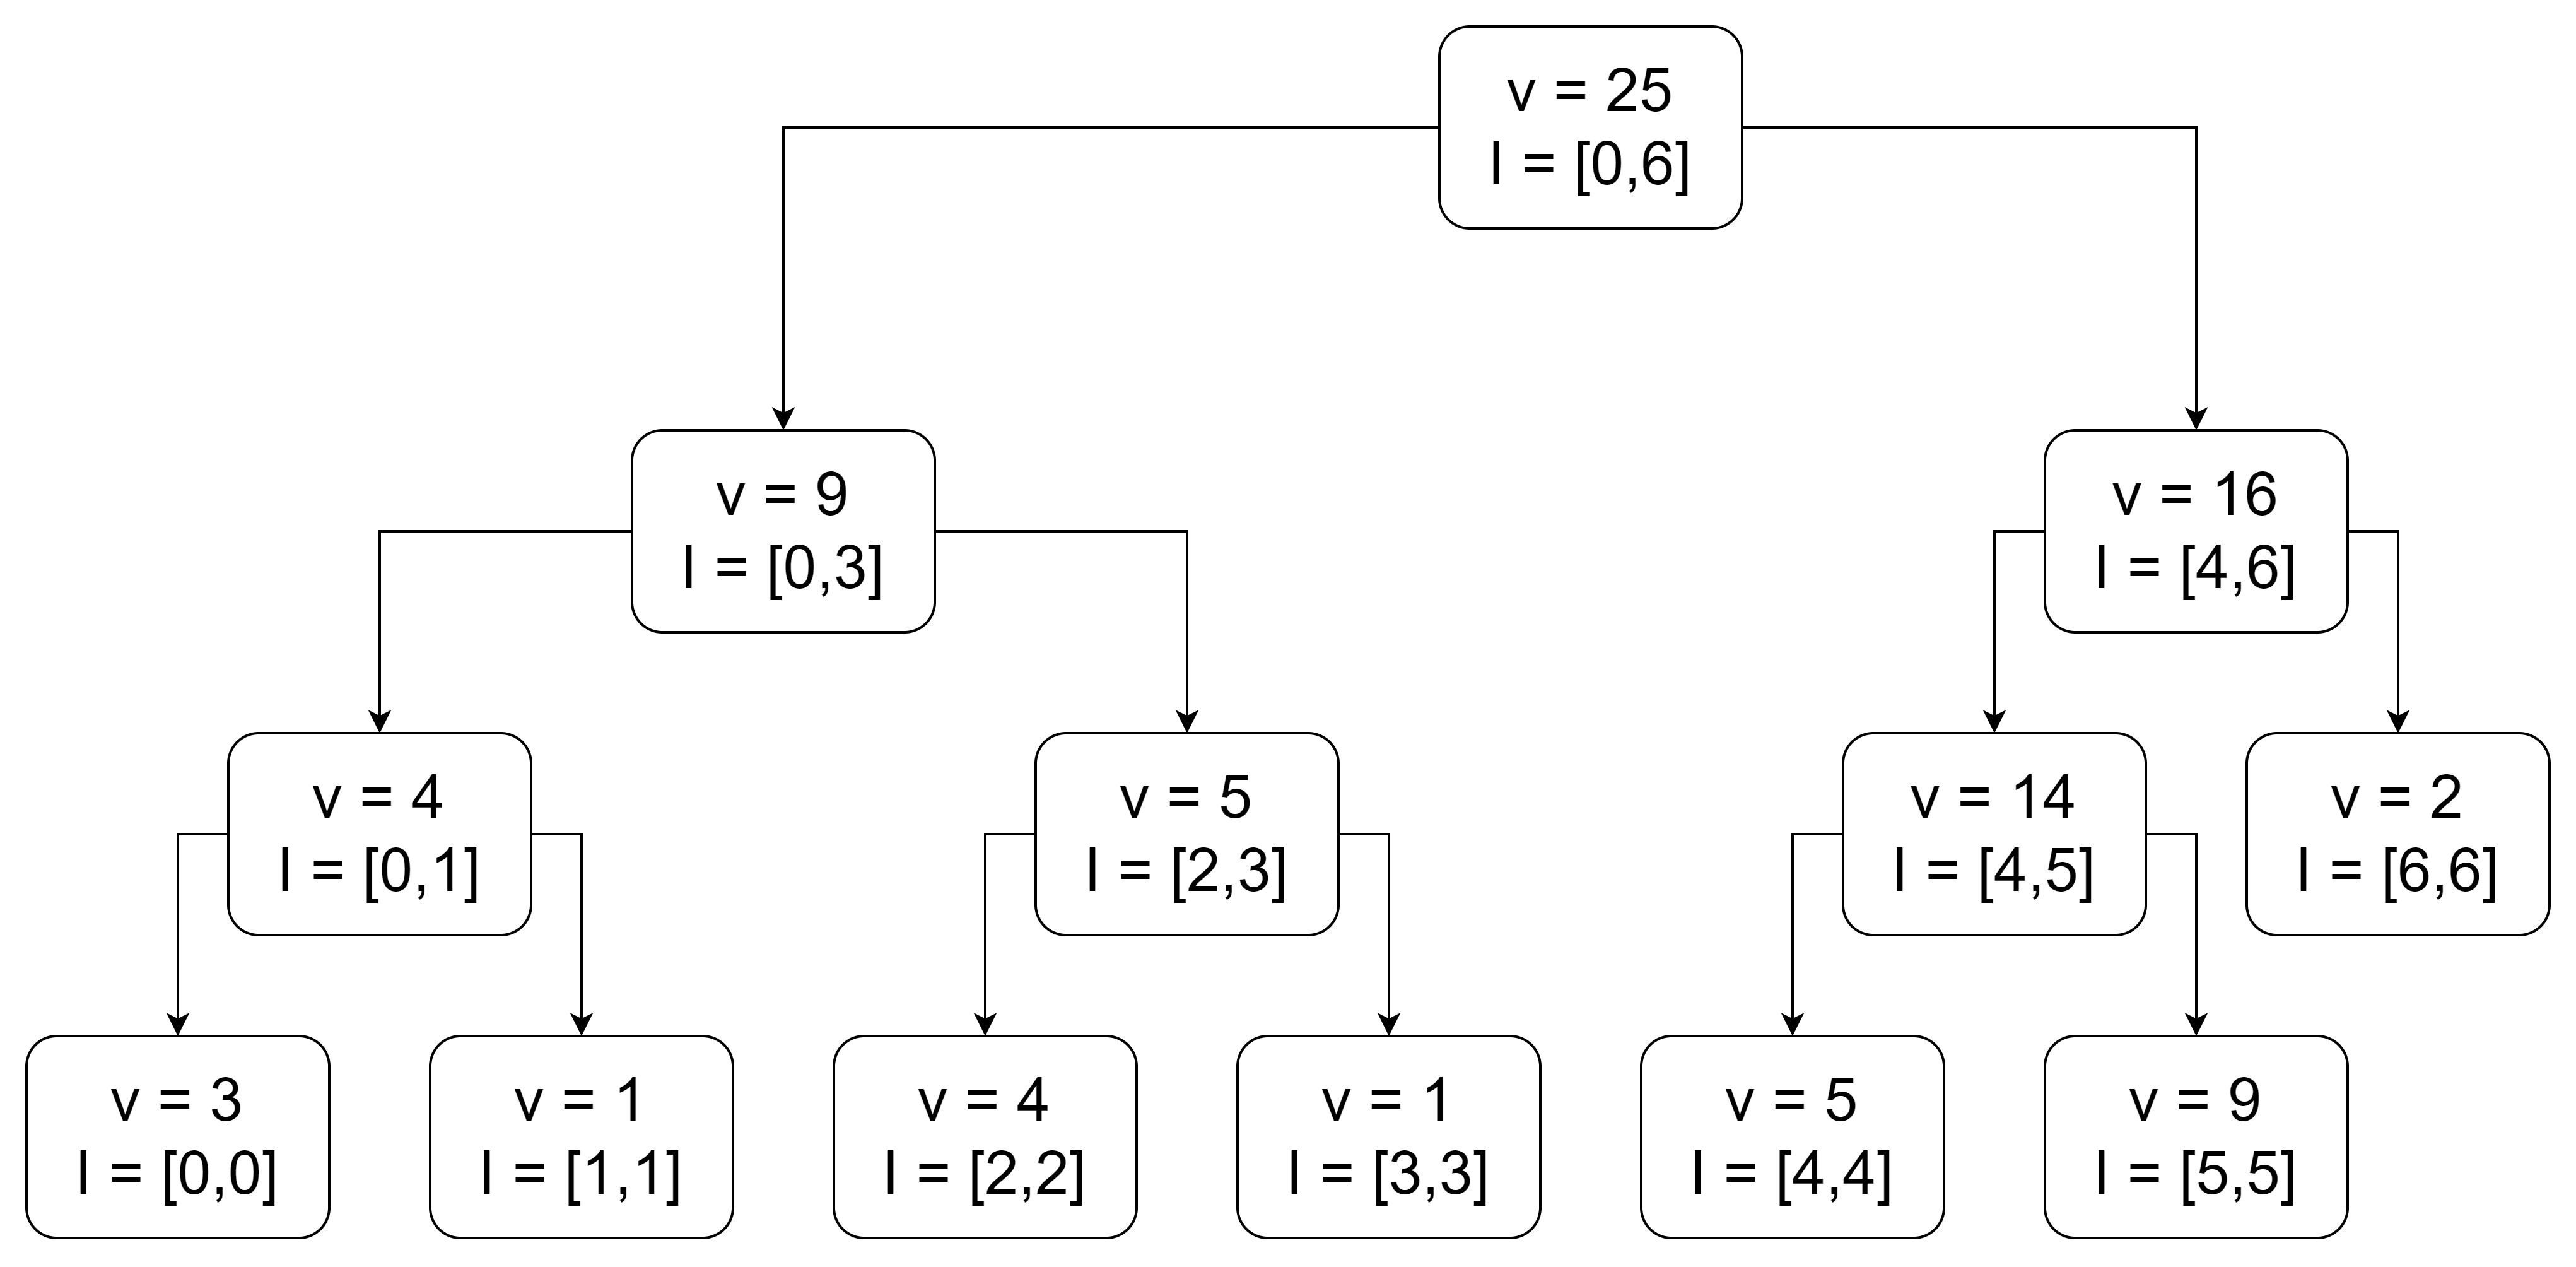 v = 25
I = [0,6]
v = 9
I = [0,3]
v = 16
I = [4,6]
v = 4
I = [0,1]
v = 5
I = [2,3]
v = 14
I = [4,5]
v = 2
I = [6,6]
v = 3
I = [0,0]
v = 1
I = [1,1]
v = 4
I = [2,2]
v = 1
I = [3,3]
v = 5
I = [4,4]
v = 9
I = [5,5]